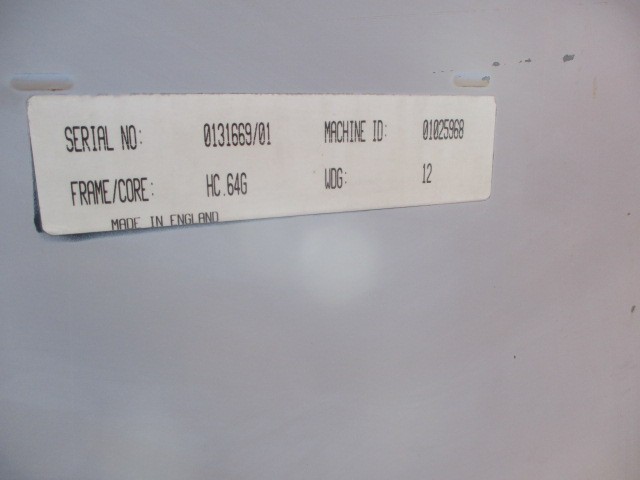 SERIAL NO: 0131669/01 MACHINE ID: 01025968
FRAME/CORE: HC.64G WDG: 12
MADE IN ENGLAND